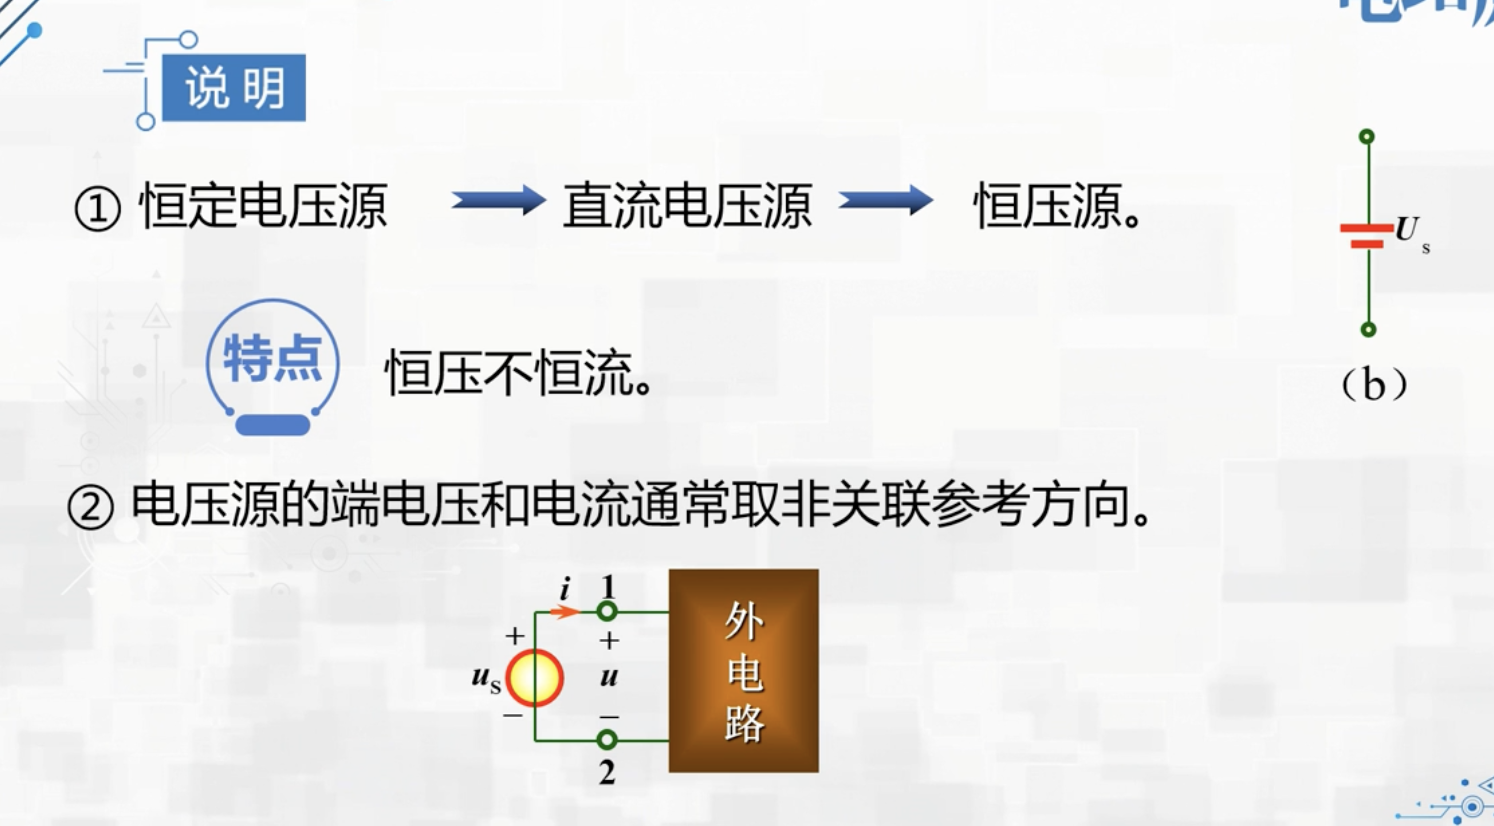 说明
① 恒定电压源 直流电压源 恒压源。
U s
特点 恒压不恒流。
(b)
② 电压源的端电压和电流通常取非关联参考方向。
i 1
+ +
uS u
− −
2
外电路